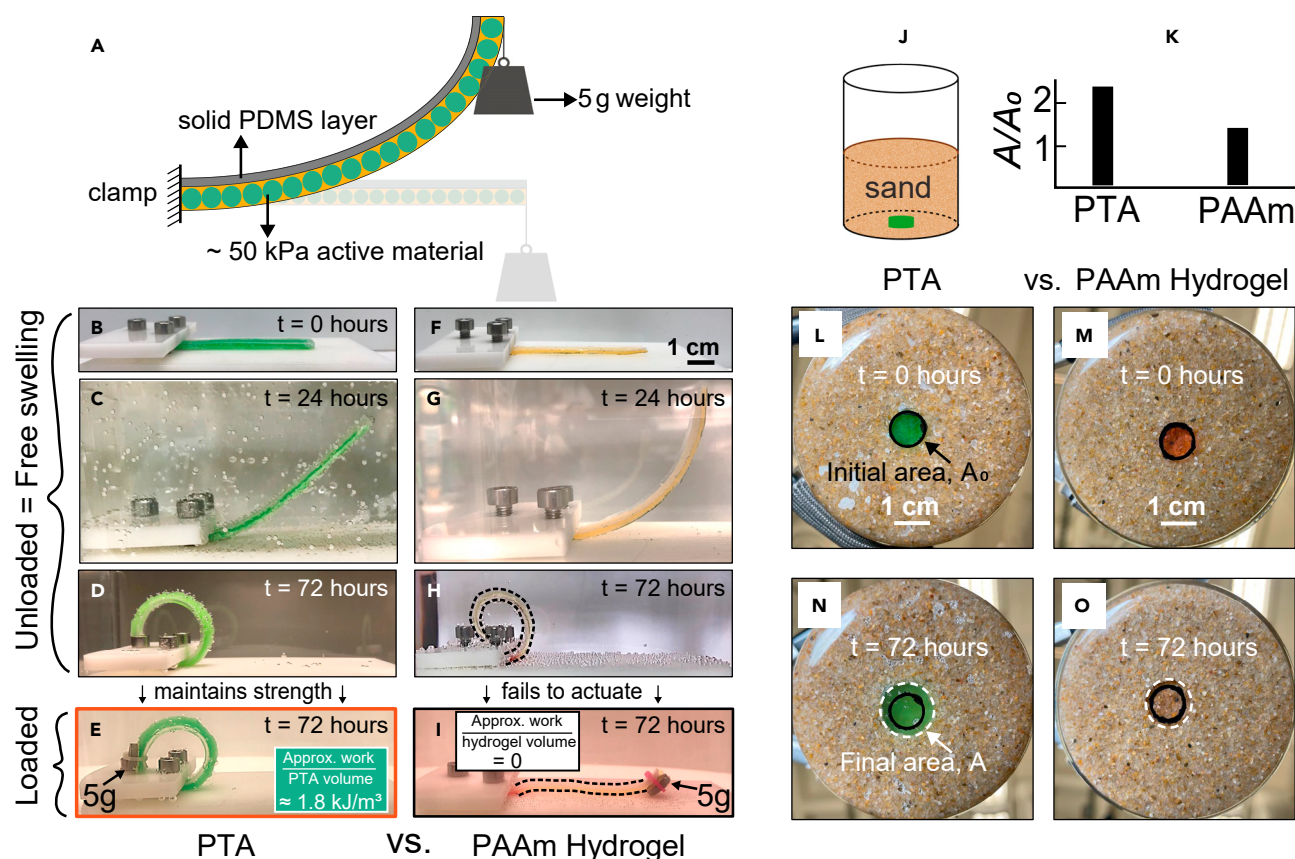 A
5 g weight
solid PDMS layer
clamp
~ 50 kPa active material
J
sand
K
A/A₀
2
1
PTA
PAAm
PTA vs. PAAm Hydrogel
Unloaded = Free swelling
B
t = 0 hours
F
1 cm
C
t = 24 hours
G
t = 24 hours
D
t = 72 hours
H
t = 72 hours
↓ maintains strength ↓
↓ fails to actuate ↓
Loaded
E
t = 72 hours
5g
Approx. work
PTA volume
≈ 1.8 kJ/m³
I
t = 72 hours
Approx. work
hydrogel volume
= 0
5g
PTA vs. PAAm Hydrogel
L
t = 0 hours
Initial area, A₀
1 cm
M
t = 0 hours
N
t = 72 hours
Final area, A
O
t = 72 hours